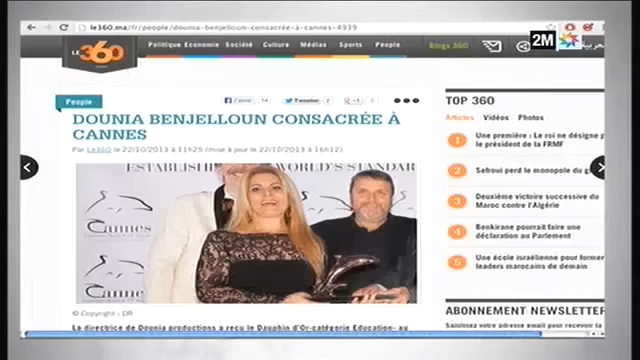 le360.ma/fr/people/dounia-benjelloun-consacrée-à-cannes-4939
LE 360
Politique Economie Société Culture Médias Sports People
Blogs 360
2M
People
J'aime 14
Tweeter 2
+1 0
DOUNIA BENJELLOUN CONSACRÉE À
CANNES
Par Le360 le 22/10/2013 à 11h25 (mise à jour le 22/10/2013 à 16h12)
WORLD'S STANDAR
Cannes
Cannes
© Copyright : DR
La directrice de Dounia productions a reçu le Dauphin d'Or-catégorie Education- au
TOP 360
Articles Vidéos Photos
1 Une première : Le roi ne désigne p
le président de la FRMF
2 Sefroui perd le monopole du g
3 Deuxième victoire successive du
Maroc contre l'Algérie
4 Benkirane pourrait faire une
déclaration au Parlement
5 Une école israélienne pour former
leaders marocains de demain
ABONNEMENT NEWSLETTER
Saisissez votre adresse email pour recevoir nos